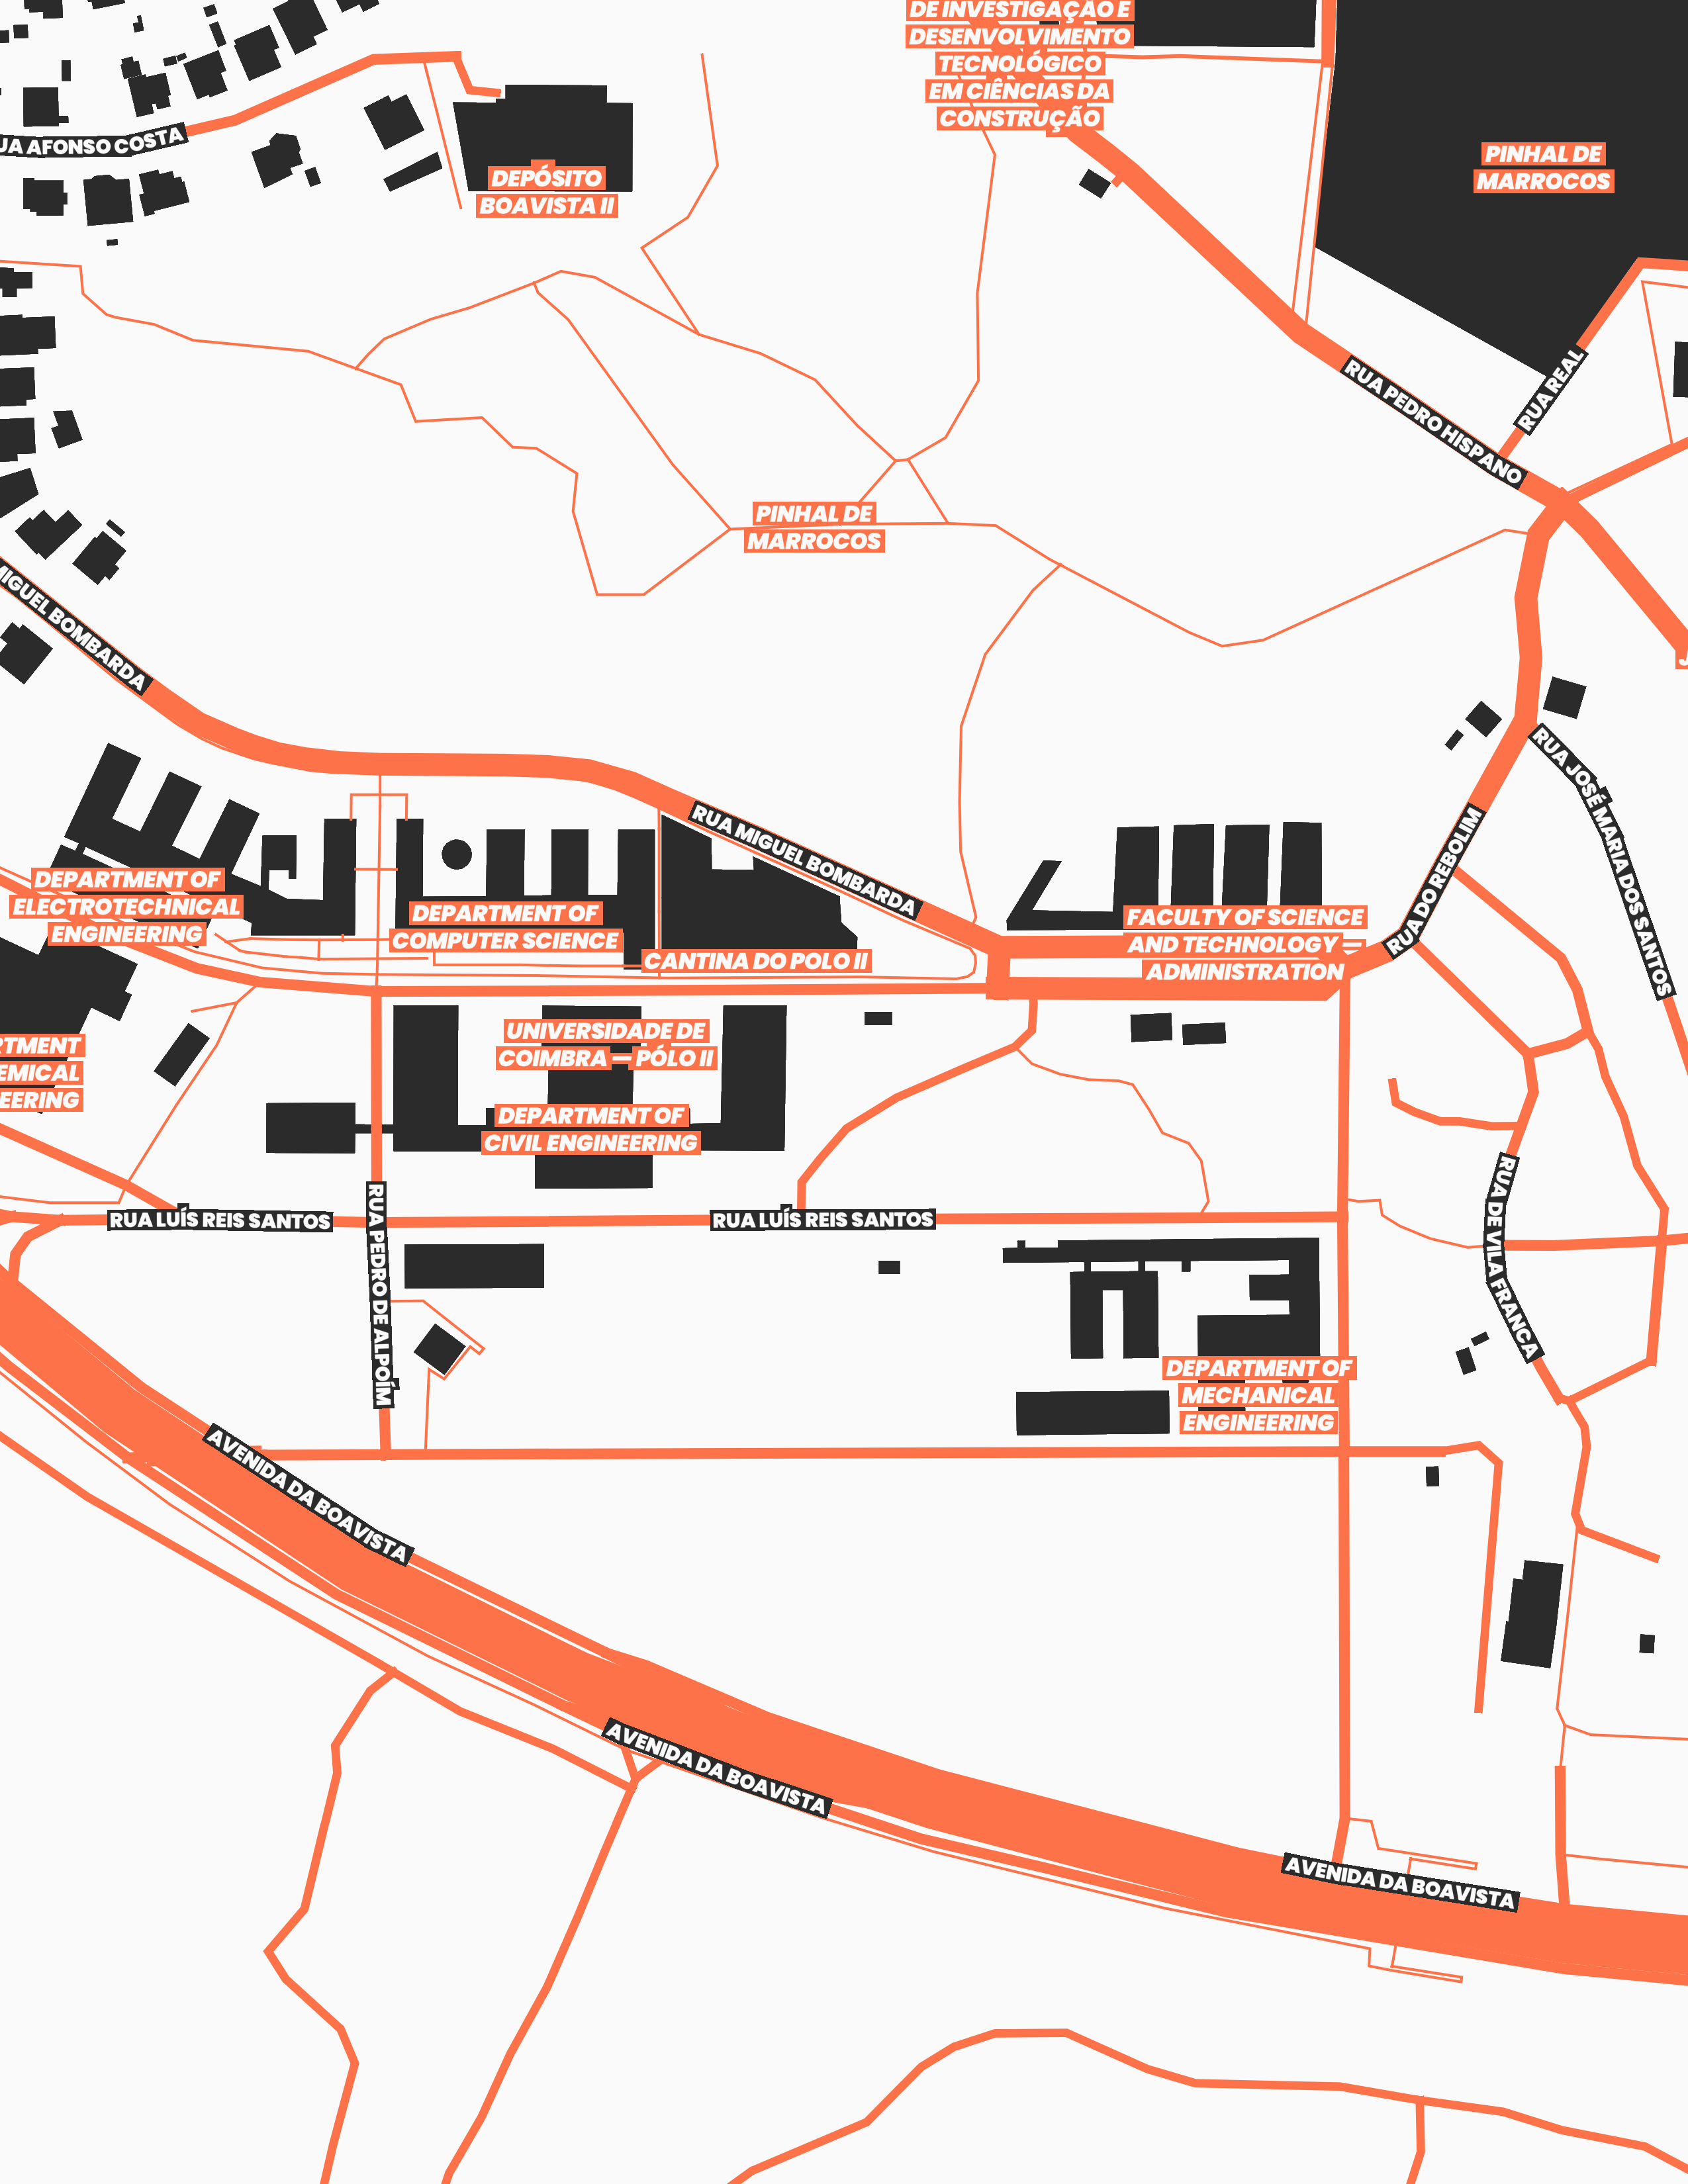 DE INVESTIGAÇÃO E
DESENVOLVIMENTO
TECNOLÓGICO
EM CIÊNCIAS DA
CONSTRUÇÃO
UA AFONSO COSTA
PINHAL DE
MARROCOS
DEPÓSITO
BOAVISTA II
RUA REAL
RUA PEDRO HISPANO
PINHAL DE
MARROCOS
MIGUEL BOMBARDA
J
RUA JOSÉ MARIA DOS SANTOS
RUA MIGUEL BOMBARDA
RUA DO REBOLIM
DEPARTMENT OF
ELECTROTECHNICAL
ENGINEERING
DEPARTMENT OF
COMPUTER SCIENCE
FACULTY OF SCIENCE
AND TECHNOLOGY —
ADMINISTRATION
CANTINA DO POLO II
UNIVERSIDADE DE
COIMBRA — PÓLO II
RTMENT
EMICAL
EERING
DEPARTMENT OF
CIVIL ENGINEERING
RUA LUÍS REIS SANTOS
RUA LUÍS REIS SANTOS
RUA PEDRO DE ALPOÍM
RUA DE VILA FRANCA
DEPARTMENT OF
MECHANICAL
ENGINEERING
AVENIDA DA BOAVISTA
AVENIDA DA BOAVISTA
AVENIDA DA BOAVISTA